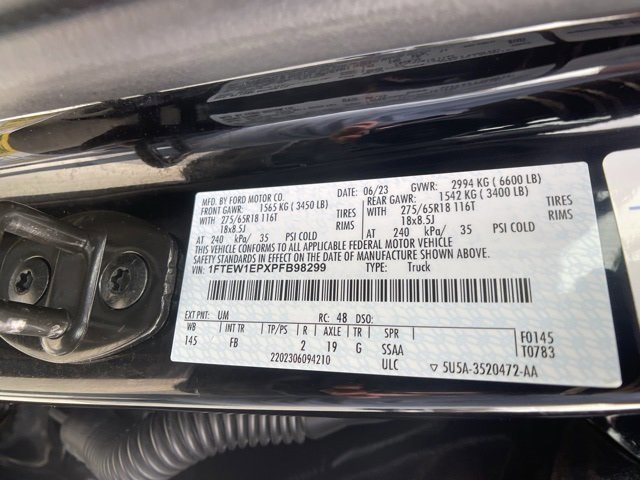 MFD. BY FORD MOTOR CO. DATE: 06/23 GVWR: 2994 KG ( 6600 LB)
FRONT GAWR: 1565 KG ( 3450 LB) REAR GAWR: 1542 KG ( 3400 LB)
WITH 275/65R18 116T TIRES WITH 275/65R18 116T TIRES
18x8.5J RIMS 18x8.5J RIMS
AT 240 kPa/ 35 PSI COLD AT 240 kPa/ 35 PSI COLD
THIS VEHICLE CONFORMS TO ALL APPLICABLE FEDERAL MOTOR VEHICLE
SAFETY STANDARDS IN EFFECT ON THE DATE OF MANUFACTURE SHOWN ABOVE.
VIN: 1FTEW1EPXPFB98299 TYPE: Truck
EXT PNT: UM RC: 48 DSO:
WB INT TR TP/PS R AXLE TR SPR F0145
145 FB 2 19 G SSAA T0783
2202306094210 ULC ▽ 5U5A-3520472-AA